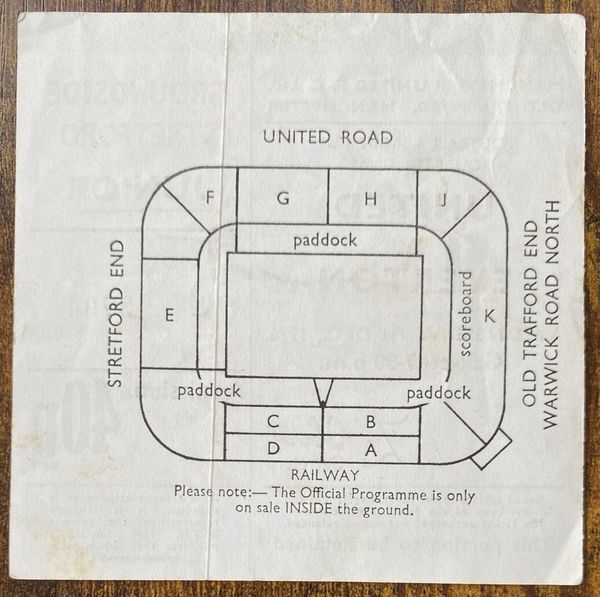 UNITED ROAD
F
G
H
J
paddock
STRETFORD END
E
scoreboard
K
OLD TRAFFORD END
WARWICK ROAD NORTH
paddock
paddock
C
B
D
A
RAILWAY
Please note:— The Official Programme is only
on sale INSIDE the ground.